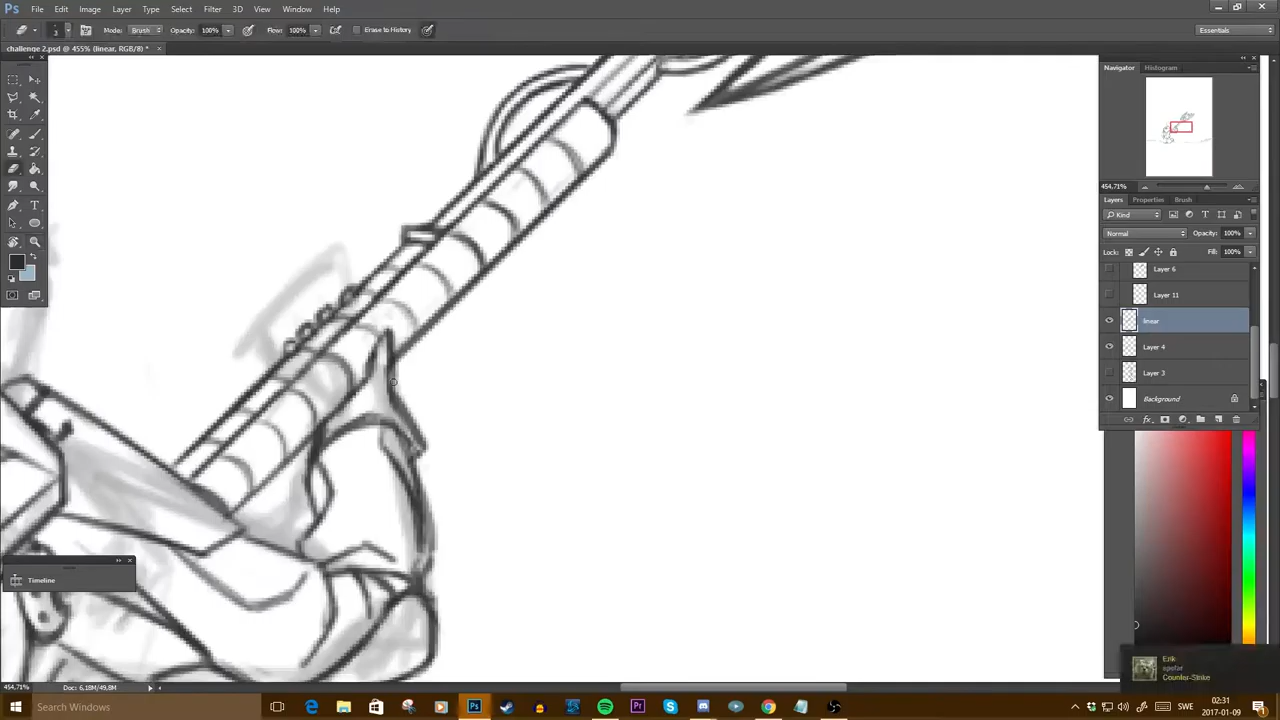 Ps File Edit Image Layer Type Select Filter 3D View Window Help
3 Mode: Brush Opacity: 100% Flow: 100% Erase to History Essentials
challenge 2.psd @ 455% (linear, RGB/8) * ×
Navigator Histogram
454,71%
Layers Properties Brush
Kind
Normal Opacity: 100%
Lock: Fill: 100%
Layer 6
Layer 11
linear
Layer 4
Layer 3
Background
Timeline
Erik
spelar
Counter-Strike
454,71% Doc: 6,18M/49,8M
Search Windows
SWE
02:31
2017-01-09